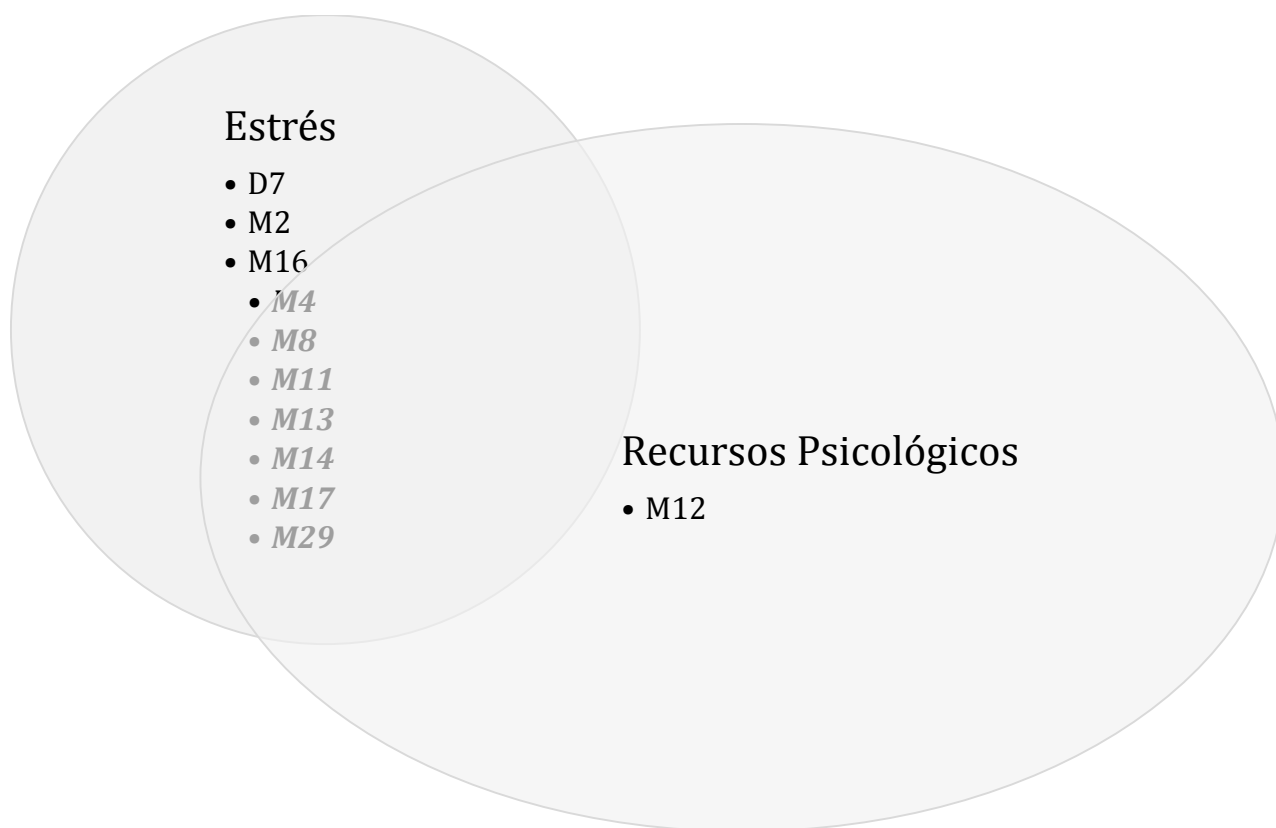 Estrés
• D7
• M2
• M16
• M4
• M8
• M11
• M13
• M14
• M17
• M29
Recursos Psicológicos
• M12